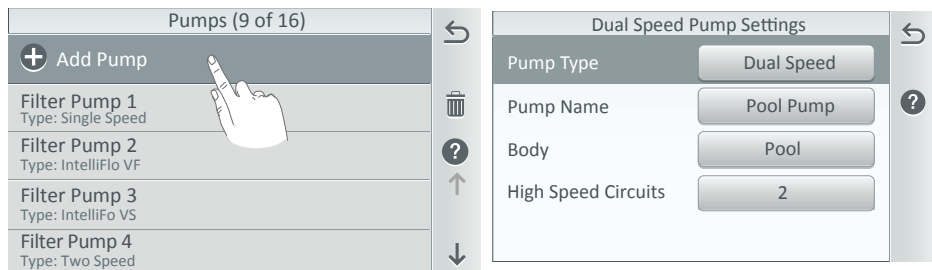 Pumps (9 of 16)
Add Pump
Filter Pump 1
Type: Single Speed
Filter Pump 2
Type: IntelliFlo VF
Filter Pump 3
Type: IntelliFo VS
Filter Pump 4
Type: Two Speed
Dual Speed Pump Settings
Pump Type Dual Speed
Pump Name Pool Pump
Body Pool
High Speed Circuits 2